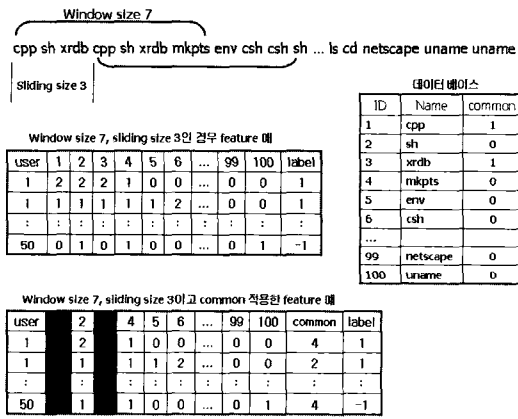 Window size 7
cpp sh xrdb cpp sh xrdb mkpts env csh csh sh ... ls cd netscape uname uname
Sliding size 3
데이터 베이스
ID Name common
1 cpp 1
2 sh 0
3 xrdb 1
4 mkpts 0
5 env 0
6 csh 0
...
99 netscape 0
100 uname 0
Window size 7, sliding size 3인 경우 feature 예
user 1 2 3 4 5 6 ... 99 100 label
1 2 2 2 1 0 0 ... 0 0 1
1 1 1 1 1 1 2 ... 0 0 1
: : : : : : : ... : : :
50 0 1 0 1 0 0 ... 0 1 -1
Window size 7, sliding size 3이고 common 적용한 feature 예
user 2 4 5 6 ... 99 100 common label
1 2 1 0 0 ... 0 0 4 1
1 1 1 1 2 ... 0 0 2 1
: : : : : ... : : : :
50 1 1 0 0 ... 0 1 4 -1